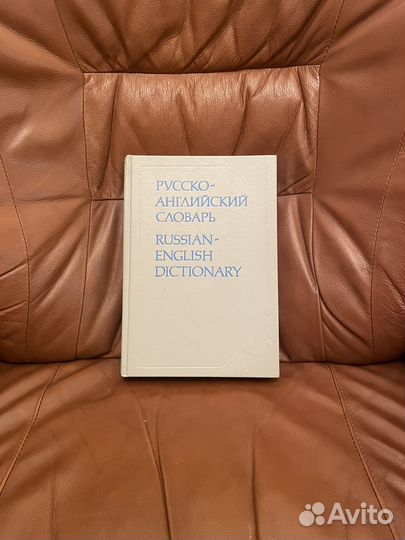 РУССКО-
АНГЛИЙСКИЙ
СЛОВАРЬ
RUSSIAN-
ENGLISH
DICTIONARY
Avito